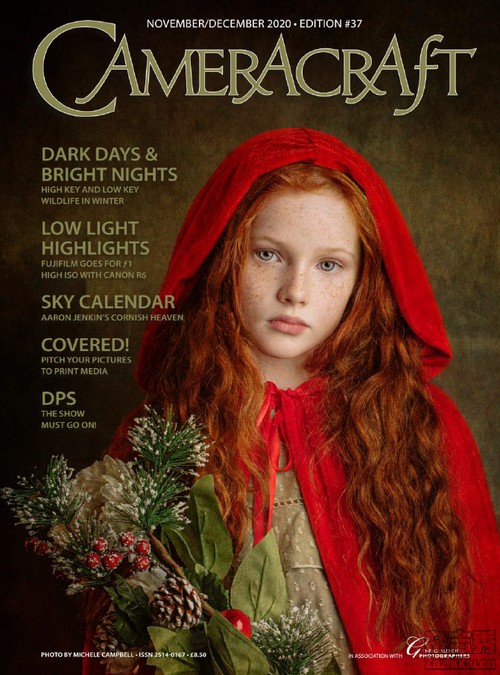 NOVEMBER/DECEMBER 2020 • EDITION #37
CAMERACRAFT
DARK DAYS &
BRIGHT NIGHTS
HIGH KEY AND LOW KEY
WILDLIFE IN WINTER
LOW LIGHT
HIGHLIGHTS
FUJIFILM GOES FOR ƒ1
HIGH ISO WITH CANON R6
SKY CALENDAR
AARON JENKIN'S CORNISH HEAVEN
COVERED!
PITCH YOUR PICTURES
TO PRINT MEDIA
DPS
THE SHOW
MUST GO ON!
PHOTO BY MICHELE CAMPBELL • ISSN 2514-0167 • £8.50
IN ASSOCIATION WITH
PHOTOGRAPHERS